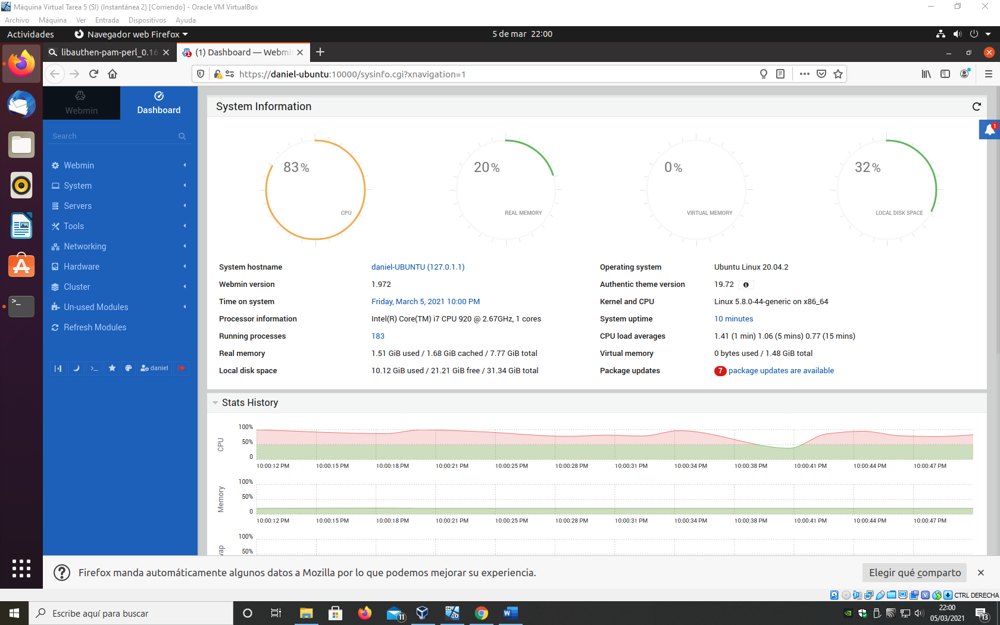 Máquina Virtual Tarea 5 (SI) (Instantánea 2) [Corriendo] - Oracle VM VirtualBox
Archivo Máquina Ver Entrada Dispositivos Ayuda
Actividades Navegador web Firefox 5 de mar 22:00
libauthen-pam-perl_0.16 (1) Dashboard — Webmin
https://daniel-ubuntu:10000/sysinfo.cgi?xnavigation=1
Webmin Dashboard
Search
Webmin
System
Servers
Tools
Networking
Hardware
Cluster
Un-used Modules
Refresh Modules
daniel
System Information
1
83% 20% 0% 32%
CPU REAL MEMORY VIRTUAL MEMORY LOCAL DISK SPACE
System hostname daniel-UBUNTU (127.0.1.1) Operating system Ubuntu Linux 20.04.2
Webmin version 1.972 Authentic theme version 19.72
Time on system Friday, March 5, 2021 10:00 PM Kernel and CPU Linux 5.8.0-44-generic on x86_64
Processor information Intel(R) Core(TM) i7 CPU 920 @ 2.67GHz, 1 cores System uptime 10 minutes
Running processes 183 CPU load averages 1.41 (1 min) 1.06 (5 mins) 0.77 (15 mins)
Real memory 1.51 GiB used / 1.68 GiB cached / 7.77 GiB total Virtual memory 0 bytes used / 1.48 GiB total
Local disk space 10.12 GiB used / 21.21 GiB free / 31.34 GiB total Package updates 7 package updates are available
Stats History
CPU
100%
50%
0
10:00:12 PM 10:00:15 PM 10:00:18 PM 10:00:21 PM 10:00:25 PM 10:00:28 PM 10:00:31 PM 10:00:34 PM 10:00:38 PM 10:00:41 PM 10:00:44 PM 10:00:47 PM
Memory
100%
50%
0
10:00:12 PM 10:00:15 PM 10:00:18 PM 10:00:21 PM 10:00:25 PM 10:00:28 PM 10:00:31 PM 10:00:34 PM 10:00:38 PM 10:00:41 PM 10:00:44 PM 10:00:47 PM
100%
50%
Firefox manda automáticamente algunos datos a Mozilla por lo que podemos mejorar su experiencia. Elegir qué comparto
CTRL DERECHA
Escribe aquí para buscar 11 22:00
05/03/2021 13